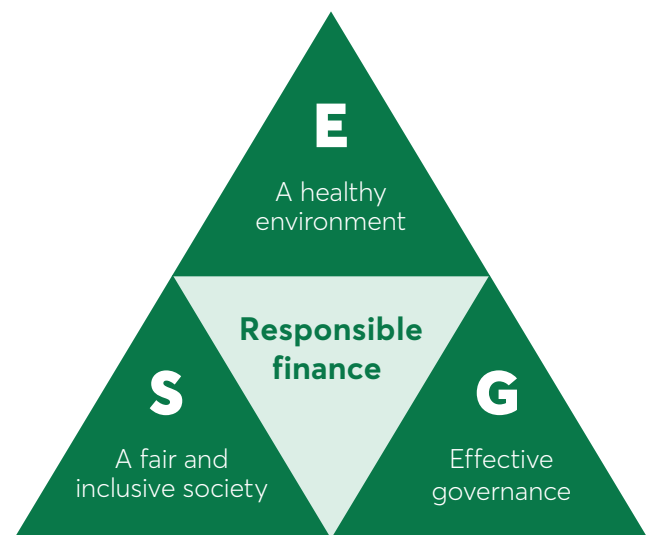 E
A healthy
environment
Responsible
finance
S
A fair and
inclusive society
G
Effective
governance